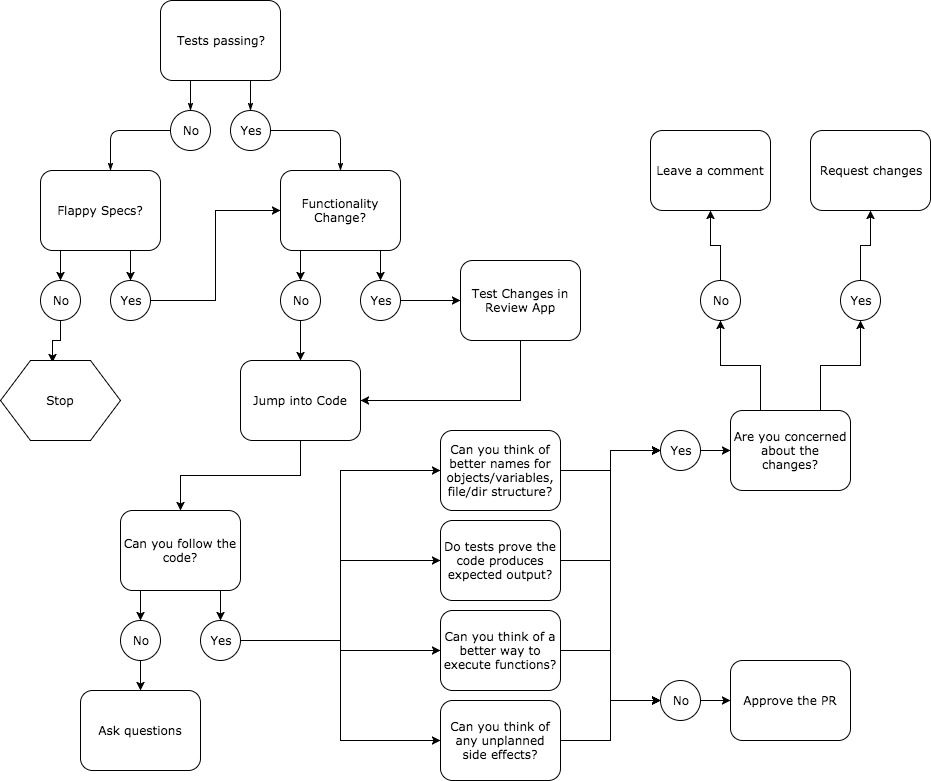 Tests passing?
No
Yes
Flappy Specs?
Functionality
Change?
Leave a comment
Request changes
No
Yes
No
Yes
Test Changes in
Review App
No
Yes
Stop
Jump into Code
Can you think of
better names for
objects/variables,
file/dir structure?
Yes
Are you concerned
about the
changes?
Can you follow the
code?
Do tests prove the
code produces
expected output?
No
Yes
Can you think of a
better way to
execute functions?
Ask questions
Can you think of
any unplanned
side effects?
No
Approve the PR